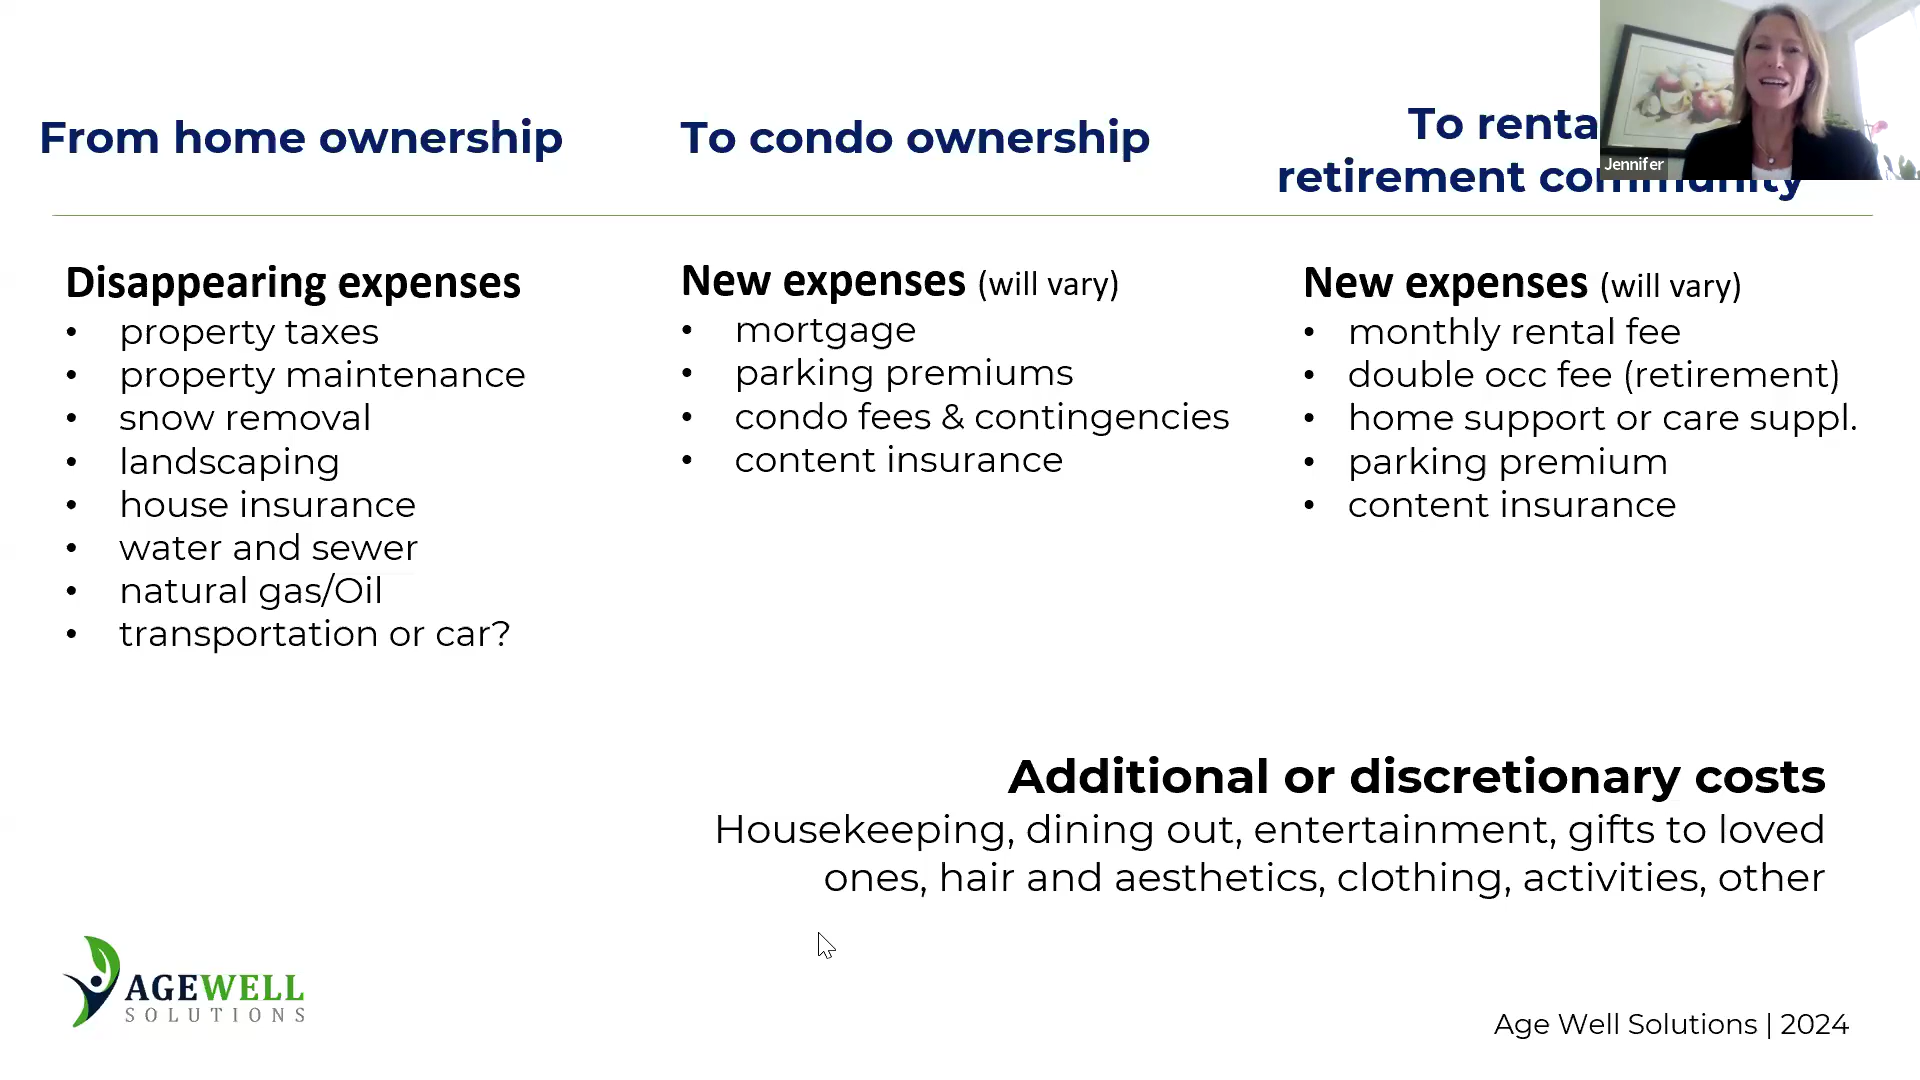 From home ownership
To condo ownership
To renta
retirement community
Jennifer
Disappearing expenses
• property taxes
• property maintenance
• snow removal
• landscaping
• house insurance
• water and sewer
• natural gas/Oil
• transportation or car?
New expenses (will vary)
• mortgage
• parking premiums
• condo fees & contingencies
• content insurance
New expenses (will vary)
• monthly rental fee
• double occ fee (retirement)
• home support or care suppl.
• parking premium
• content insurance
Additional or discretionary costs
Housekeeping, dining out, entertainment, gifts to loved
ones, hair and aesthetics, clothing, activities, other
AGEWELL
SOLUTIONS
Age Well Solutions | 2024